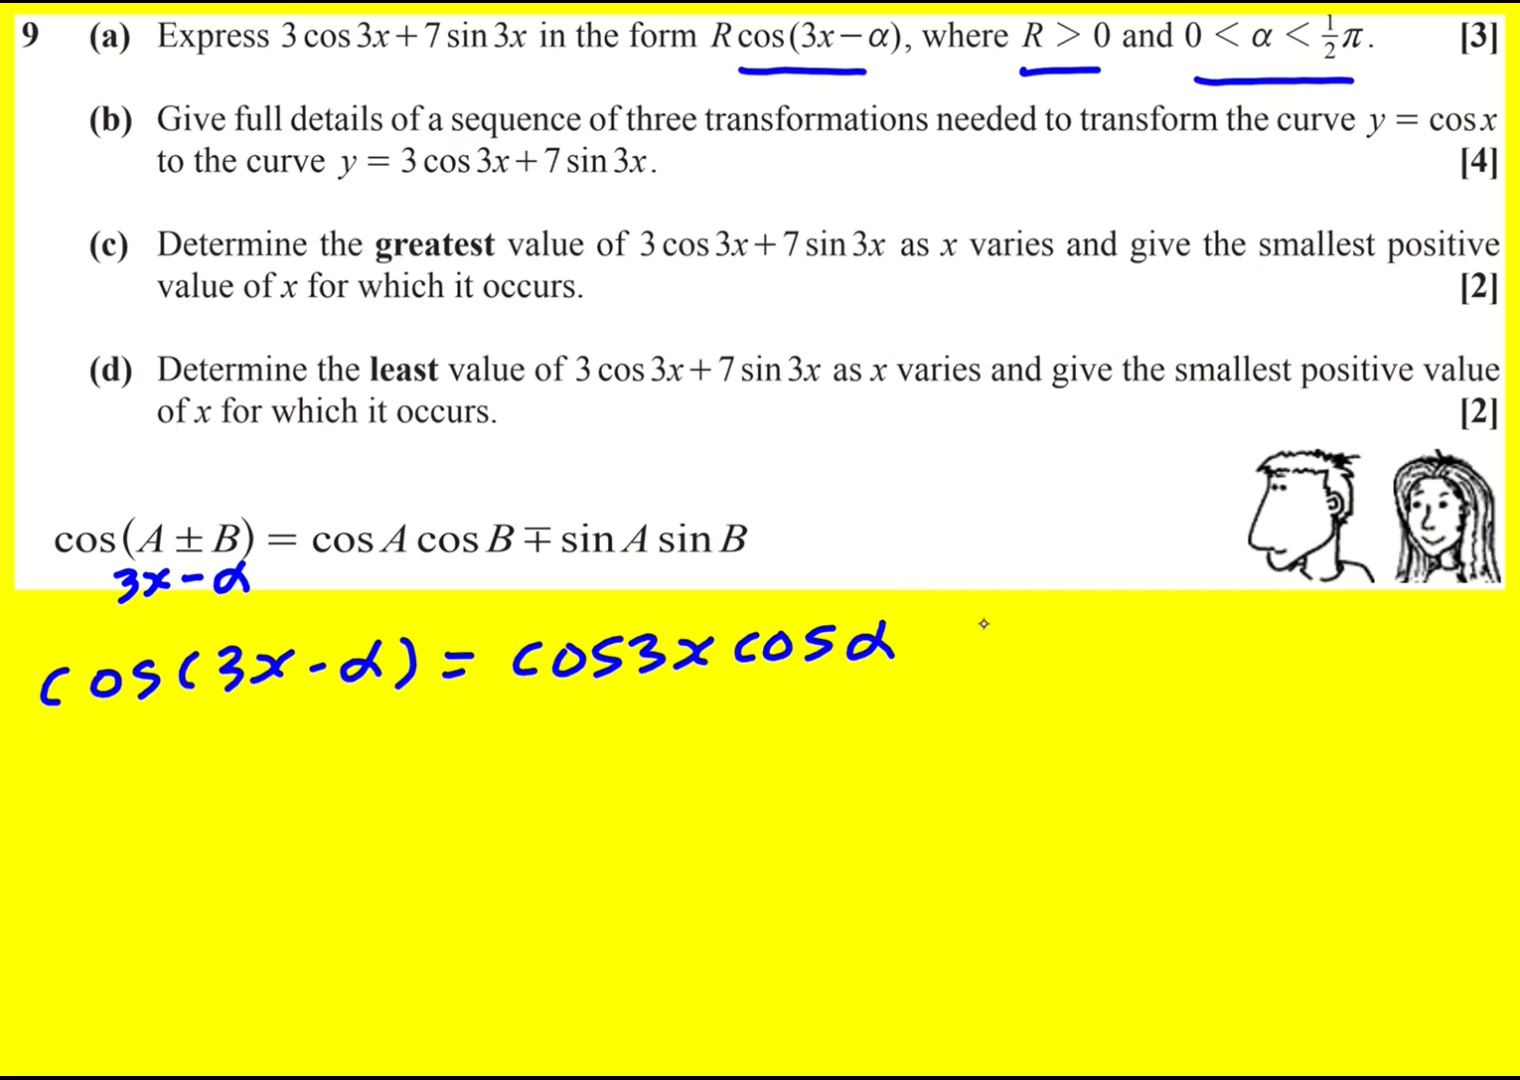 9 (a) Express 3 cos 3x + 7 sin 3x in the form R cos(3x − α), where R > 0 and 0 < α < ½π. [3]
(b) Give full details of a sequence of three transformations needed to transform the curve y = cos x
to the curve y = 3 cos 3x + 7 sin 3x. [4]
(c) Determine the greatest value of 3 cos 3x + 7 sin 3x as x varies and give the smallest positive
value of x for which it occurs. [2]
(d) Determine the least value of 3 cos 3x + 7 sin 3x as x varies and give the smallest positive value
of x for which it occurs. [2]
cos(A ± B) = cos A cos B ∓ sin A sin B
3x − α
cos(3x − α) = cos3x cosα